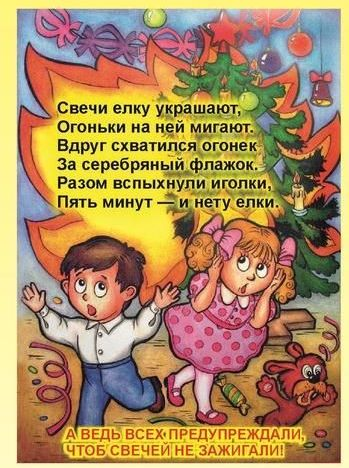 Свечи елку украшают,
Огоньки на ней мигают.
Вдруг схватился огонек
За серебряный флажок.
Разом вспыхнули иголки,
Пять минут — и нету елки.
А ВЕДЬ ВСЕХ ПРЕДУПРЕЖДАЛИ,
ЧТОБ СВЕЧЕЙ НЕ ЗАЖИГАЛИ!